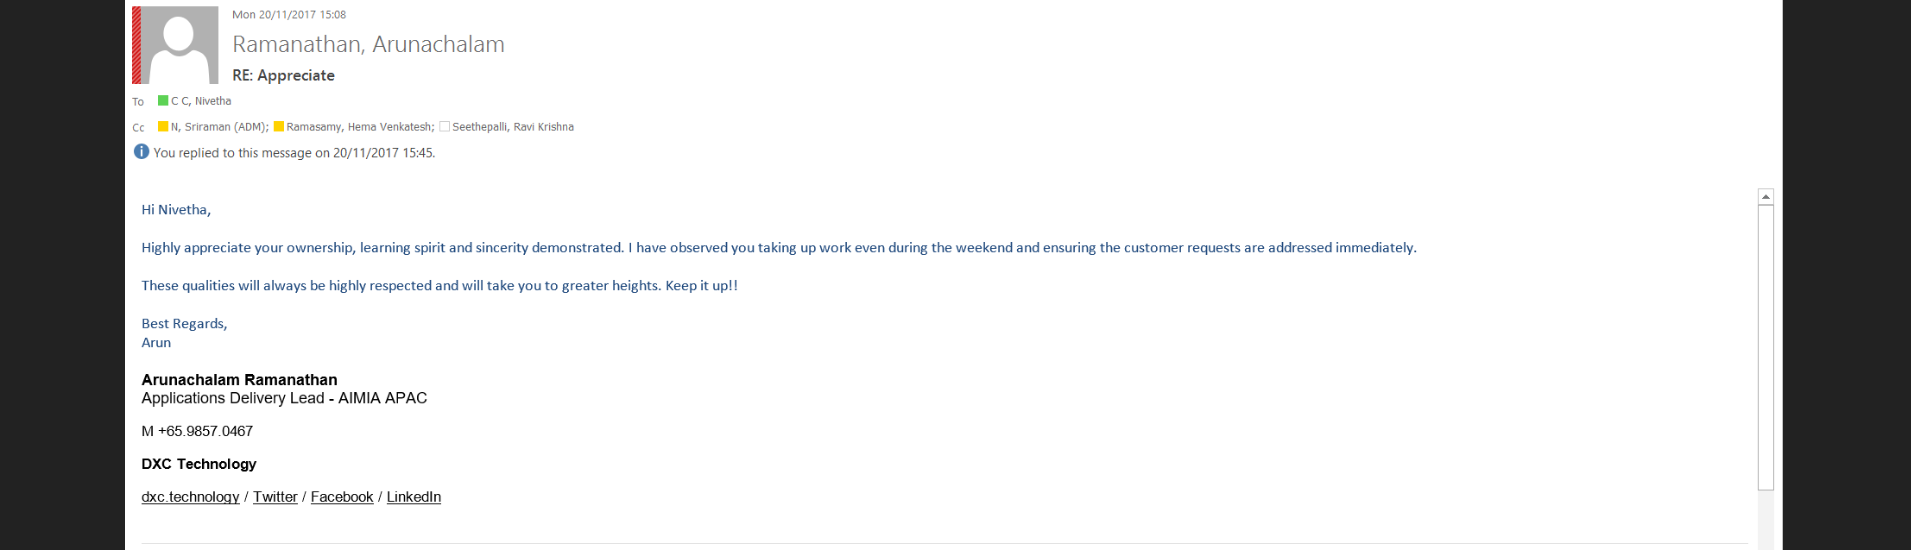 Mon 20/11/2017 15:08
Ramanathan, Arunachalam
RE: Appreciate
To C C, Nivetha
Cc N, Sriraman (ADM); Ramasamy, Hema Venkatesh; Seethepalli, Ravi Krishna
You replied to this message on 20/11/2017 15:45.
Hi Nivetha,
Highly appreciate your ownership, learning spirit and sincerity demonstrated. I have observed you taking up work even during the weekend and ensuring the customer requests are addressed immediately.
These qualities will always be highly respected and will take you to greater heights. Keep it up!!
Best Regards,
Arun
Arunachalam Ramanathan
Applications Delivery Lead - AIMIA APAC
M +65.9857.0467
DXC Technology
dxc.technology / Twitter / Facebook / LinkedIn